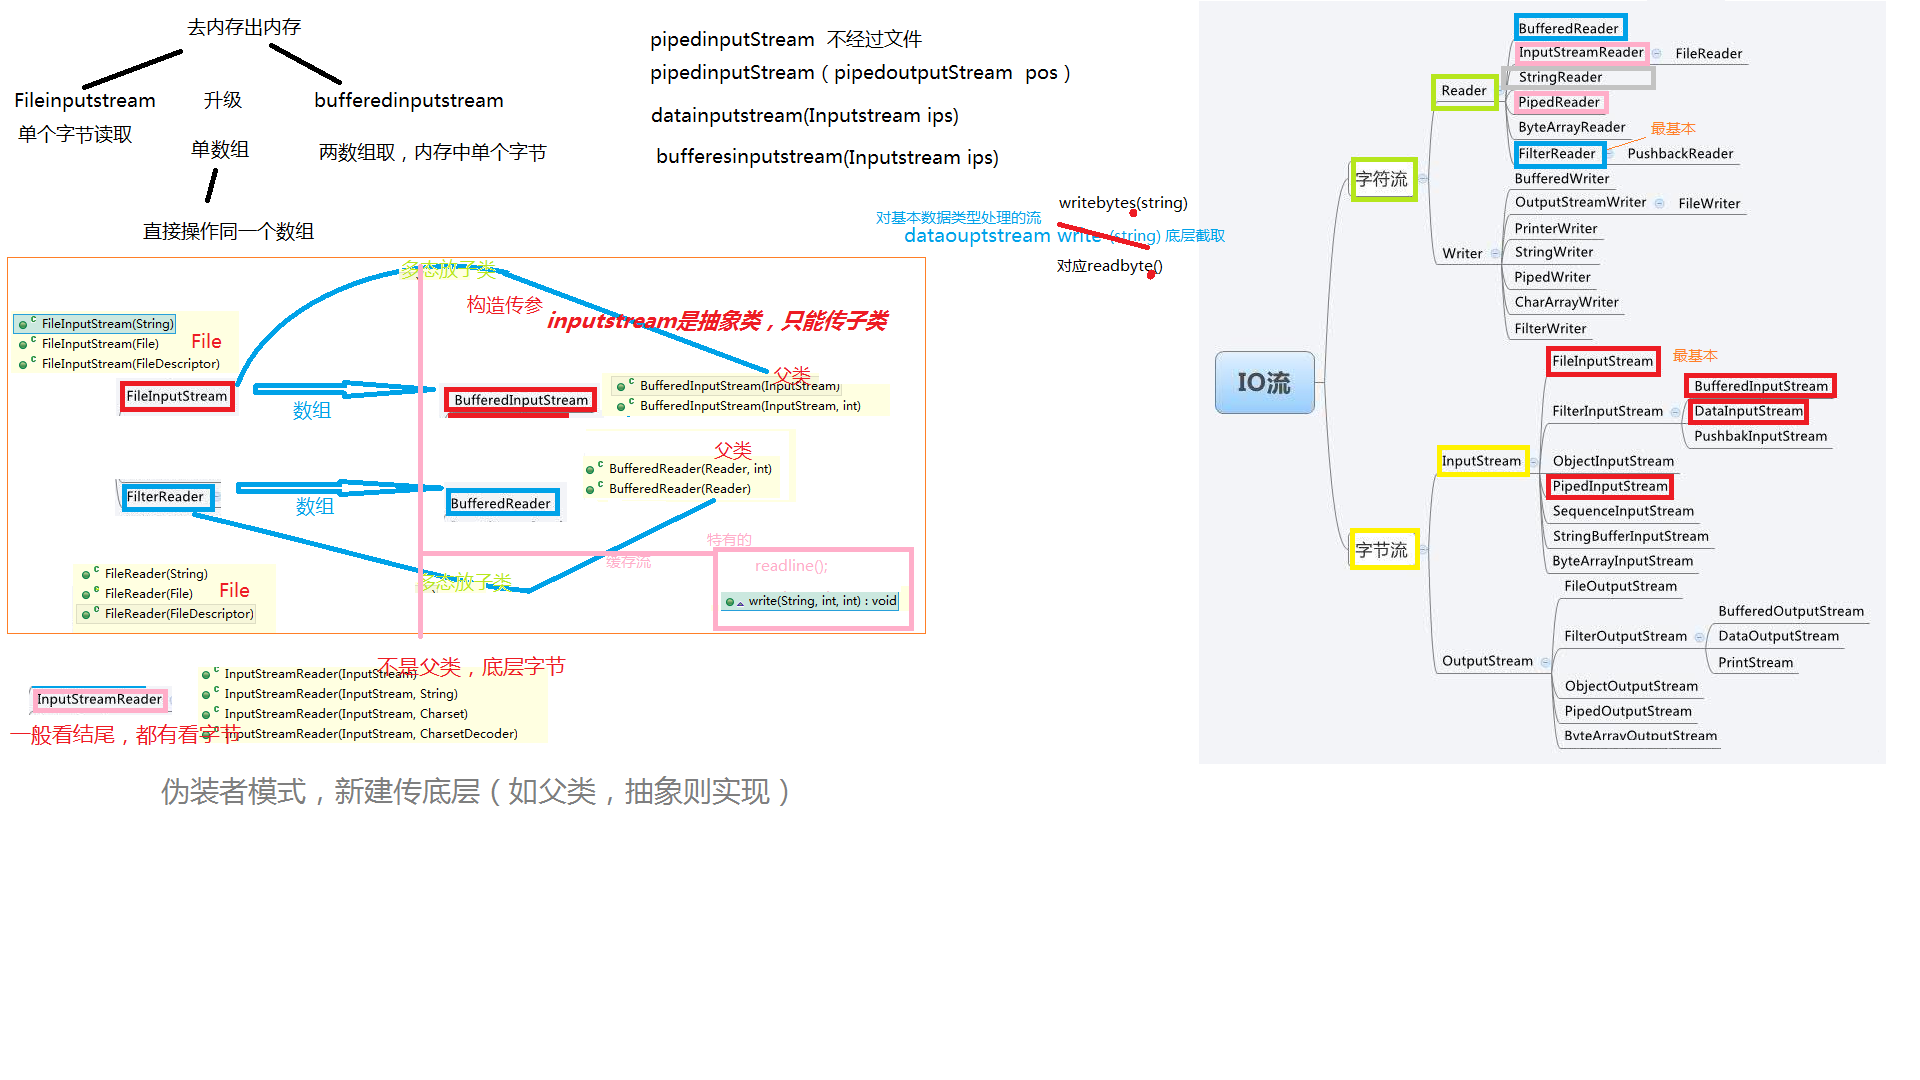 去内存出内存
Fileinputstream
升级
bufferedinputstream
单个字节读取
单数组
两数组取，内存中单个字节
直接操作同一个数组
pipedinputStream 不经过文件
pipedinputStream（pipedoutputStream pos）
datainputstream(Inputstream ips)
bufferesinputstream(Inputstream ips)
writebytes(string)
对基本数据类型处理的流
dataouptstream write (string) 底层截取
对应readbyte()
多态放子类
构造传参
inputstream是抽象类，只能传子类
FileInputStream(String)
FileInputStream(File)
FileInputStream(FileDescriptor)
File
FileInputStream
数组
BufferedInputStream
父类
BufferedInputStream(InputStream)
BufferedInputStream(InputStream, int)
父类
BufferedReader(Reader, int)
BufferedReader(Reader)
FilterReader
数组
BufferedReader
特有的
缓存流
readline();
write(String, int, int) : void
多态放子类
FileReader(String)
FileReader(File)
FileReader(FileDescriptor)
File
不是父类，底层字节
InputStreamReader
InputStreamReader(InputStream)
InputStreamReader(InputStream, String)
InputStreamReader(InputStream, Charset)
InputStreamReader(InputStream, CharsetDecoder)
一般看结尾，都有看字节
伪装者模式，新建传底层（如父类，抽象则实现）
IO流
字符流
Reader
BufferedReader
InputStreamReader
FileReader
StringReader
PipedReader
ByteArrayReader
最基本
FilterReader
PushbackReader
Writer
BufferedWriter
OutputStreamWriter
FileWriter
PrinterWriter
StringWriter
PipedWriter
CharArrayWriter
FilterWriter
字节流
InputStream
FileInputStream
最基本
FilterInputStream
BufferedInputStream
DataInputStream
PushbakInputStream
ObjectInputStream
PipedInputStream
SequenceInputStream
StringBufferInputStream
ByteArrayInputStream
OutputStream
FileOutputStream
FilterOutputStream
BufferedOutputStream
DataOutputStream
PrintStream
ObjectOutputStream
PipedOutputStream
ByteArrayOutputStream